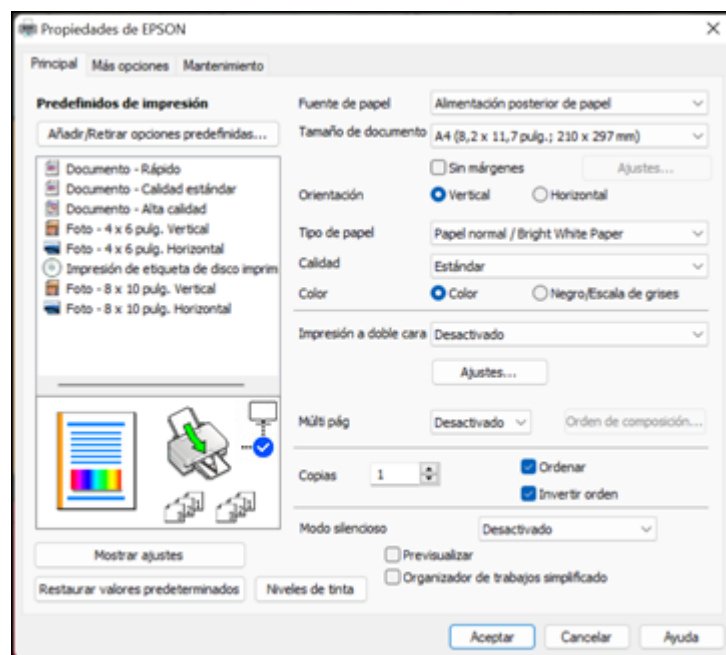 Propiedades de EPSON
Principal
Más opciones
Mantenimiento
Predefinidos de impresión
Añadir/Retirar opciones predefinidas...
Documento - Rápido
Documento - Calidad estándar
Documento - Alta calidad
Foto - 4 x 6 pulg. Vertical
Foto - 4 x 6 pulg. Horizontal
Impresión de etiqueta de disco imprim
Foto - 8 x 10 pulg. Vertical
Foto - 8 x 10 pulg. Horizontal
Mostrar ajustes
Restaurar valores predeterminados
Niveles de tinta
Fuente de papel
Alimentación posterior de papel
Tamaño de documento
A4 (8,2 x 11,7 pulg.; 210 x 297 mm)
Sin márgenes
Ajustes...
Orientación
Vertical
Horizontal
Tipo de papel
Papel normal / Bright White Paper
Calidad
Estándar
Color
Color
Negro/Escala de grises
Impresión a doble cara
Desactivado
Ajustes...
Múlti pág
Desactivado
Orden de composición...
Copias
1
Ordenar
Invertir orden
Modo silencioso
Desactivado
Previsualizar
Organizador de trabajos simplificado
Aceptar
Cancelar
Ayuda